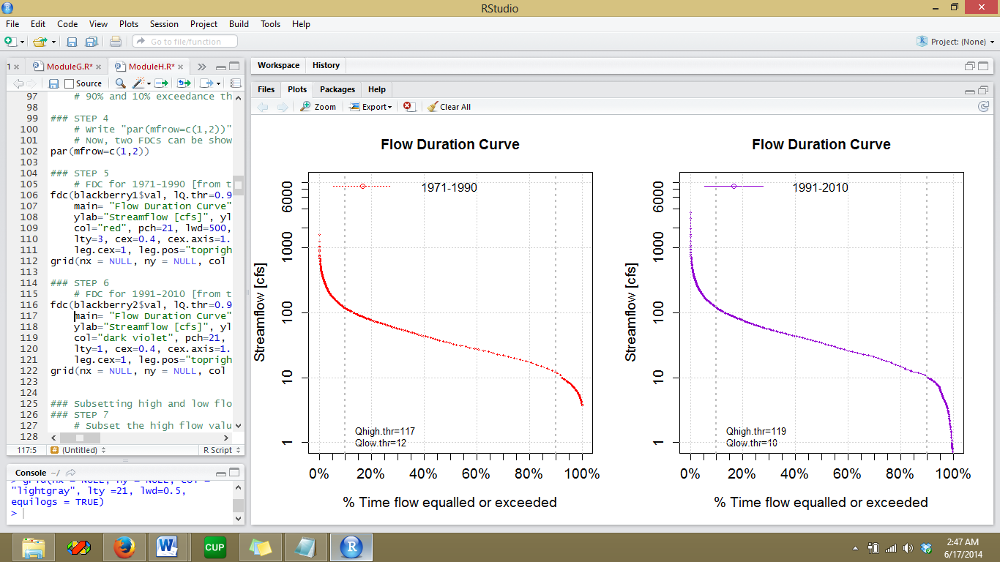 RStudio
File Edit Code View Plots Session Project Build Tools Help
Go to file/function
Project: (None)
1 ModuleG.R* ModuleH.R*
Source
97 # 90% and 10% exceedance th
98
99 ### STEP 4
100 # Write "par(mfrow=c(1,2))"
101 # Now, two FDCs can be show
102 par(mfrow=c(1,2))
103
104 ### STEP 5
105 # FDC for 1971-1990 [from t
106 fdc(blackberry1$val, lQ.thr=0.9
107 main= "Flow Duration Curve"
108 ylab="Streamflow [cfs]", yl
109 col="red", pch=21, lwd=500,
110 lty=3, cex=0.4, cex.axis=1.
111 leg.cex=1, leg.pos="toprigh
112 grid(nx = NULL, ny = NULL, col
113
114 ### STEP 6
115 # FDC for 1991-2010 [from t
116 fdc(blackberry2$val, lQ.thr=0.9
117 main= "Flow Duration Curve"
118 ylab="Streamflow [cfs]", yl
119 col="dark violet", pch=21,
120 lty=1, cex=0.4, cex.axis=1.
121 leg.cex=1, leg.pos="toprigh
122 grid(nx = NULL, ny = NULL, col
123
124
125 ### Subsetting high and low flo
126 ### STEP 7
127 # Subset the high flow valu
128
117:5 # (Untitled) R Script
Console ~/
> grid(nx = NULL, ny = NULL, col =
"lightgray", lty =21, lwd=0.5,
equilogs = TRUE)
>
Workspace History
Files Plots Packages Help
Zoom Export Clear All
Flow Duration Curve
1971-1990
6000
1000
100
10
1
Streamflow [cfs]
Qhigh.thr=117
Qlow.thr=12
0% 20% 40% 60% 80% 100%
% Time flow equalled or exceeded
Flow Duration Curve
1991-2010
6000
1000
100
10
1
Streamflow [cfs]
Qhigh.thr=119
Qlow.thr=10
0% 20% 40% 60% 80% 100%
% Time flow equalled or exceeded
CUP
2:47 AM
6/17/2014